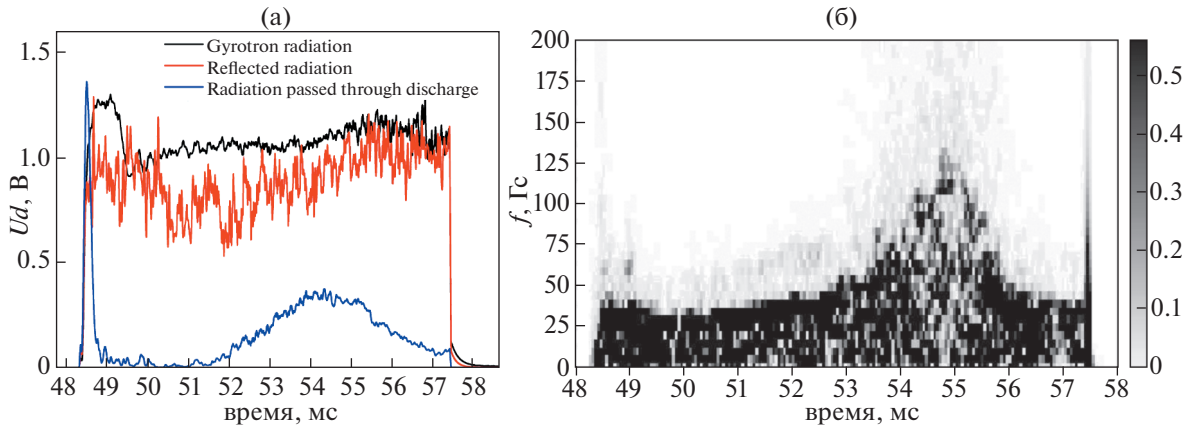 (а)
Gyrotron radiation
Reflected radiation
Radiation passed through discharge
1.5
1.0
0.5
0
Ud, В
48 49 50 51 52 53 54 55 56 57 58
время, мс
(б)
200
175
150
125
100
75
50
25
0
f, Гс
48 49 50 51 52 53 54 55 56 57 58
время, мс
0.5
0.4
0.3
0.2
0.1
0